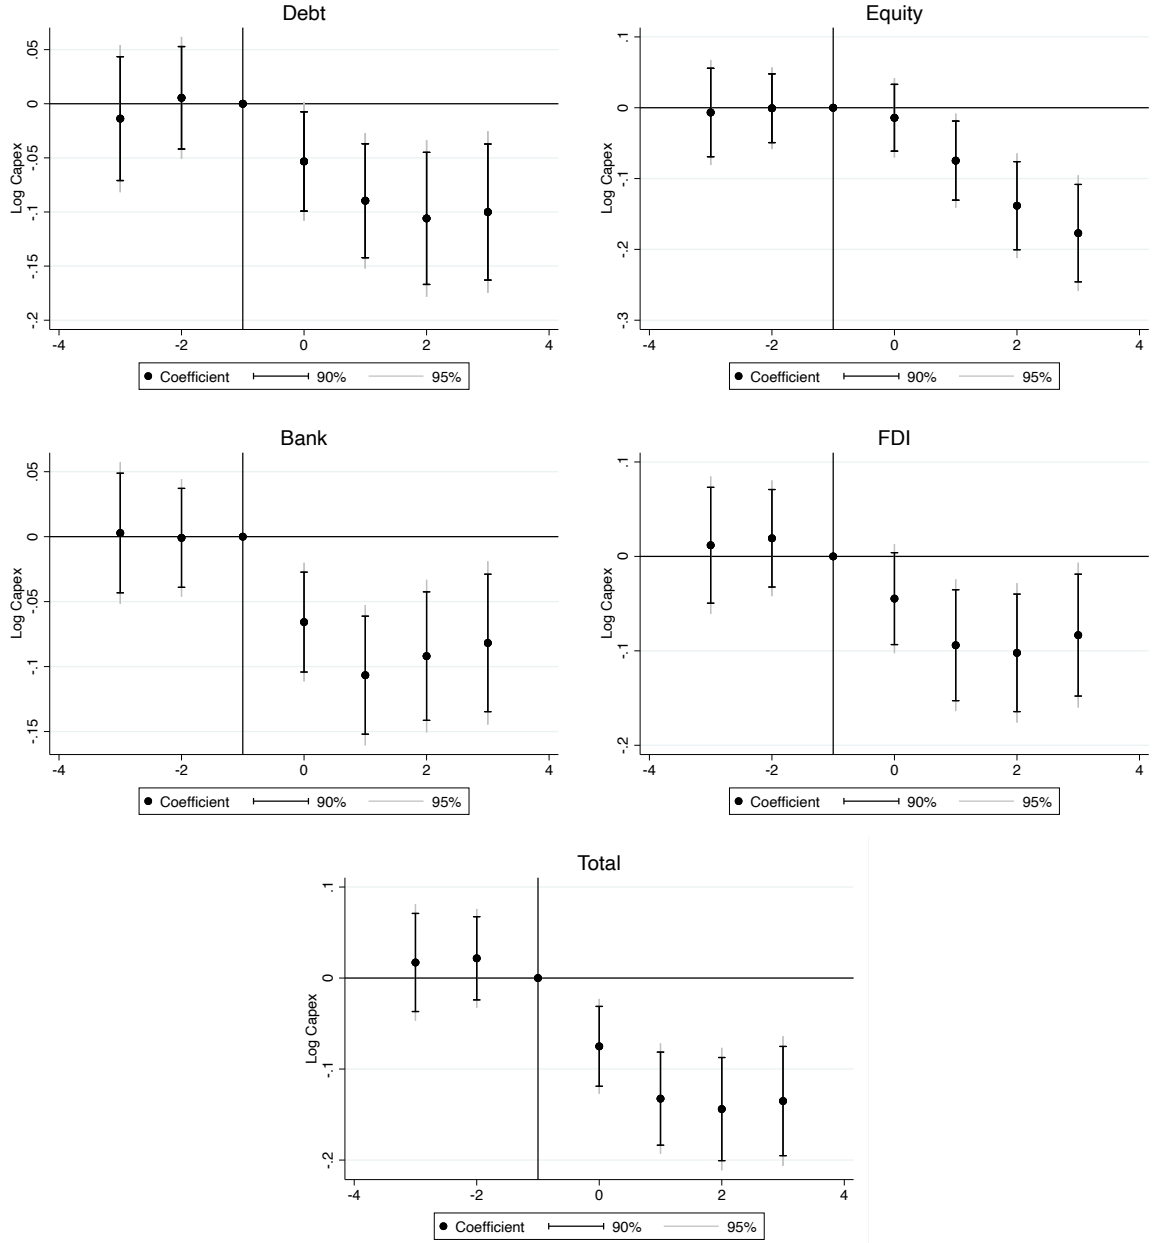 Debt
Log Capex
.05
0
-.05
-.1
-.15
-.2
-4 -2 0 2 4
Coefficient 90% 95%
Equity
Log Capex
.1
0
-.1
-.2
-.3
-4 -2 0 2 4
Coefficient 90% 95%
Bank
Log Capex
.05
0
-.05
-.1
-.15
-4 -2 0 2 4
Coefficient 90% 95%
FDI
Log Capex
.1
0
-.1
-.2
-4 -2 0 2 4
Coefficient 90% 95%
Total
Log Capex
.1
0
-.1
-.2
-4 -2 0 2 4
Coefficient 90% 95%